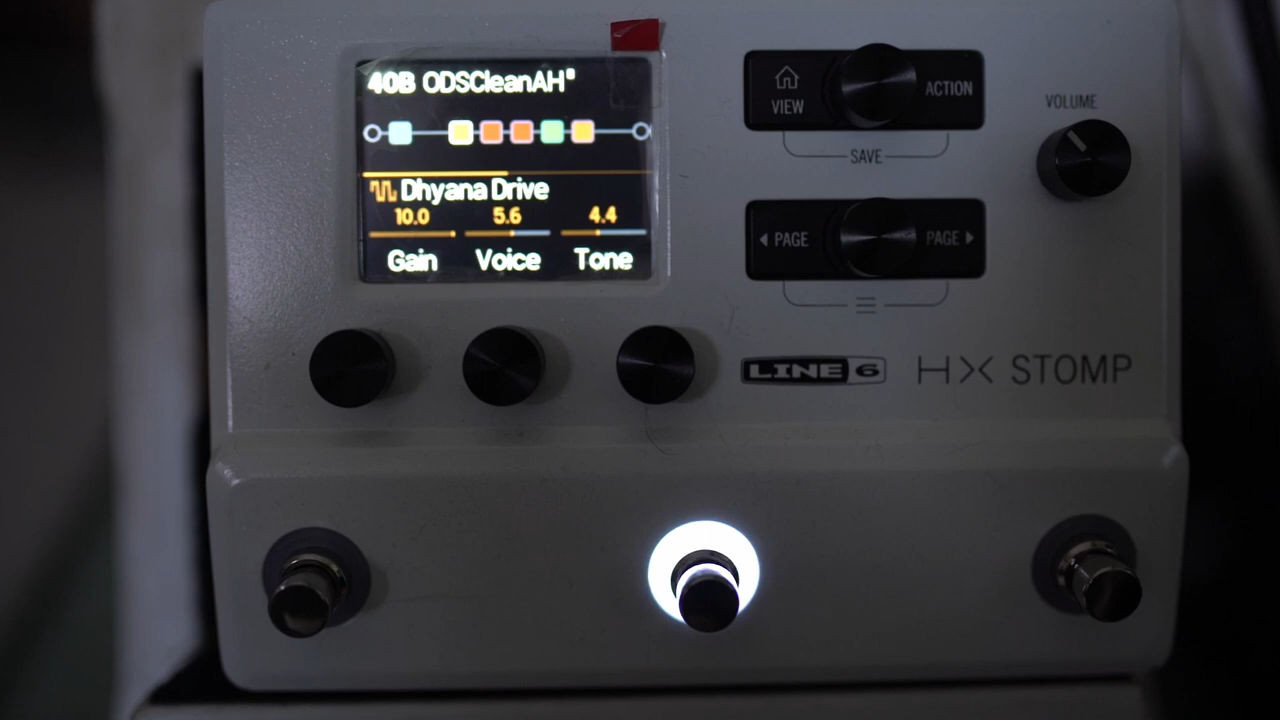 40B ODSCleanAH
Dhyana Drive
10.0 5.6 4.4
Gain Voice Tone
VIEW ACTION
SAVE
PAGE PAGE
VOLUME
LINE 6 HX STOMP